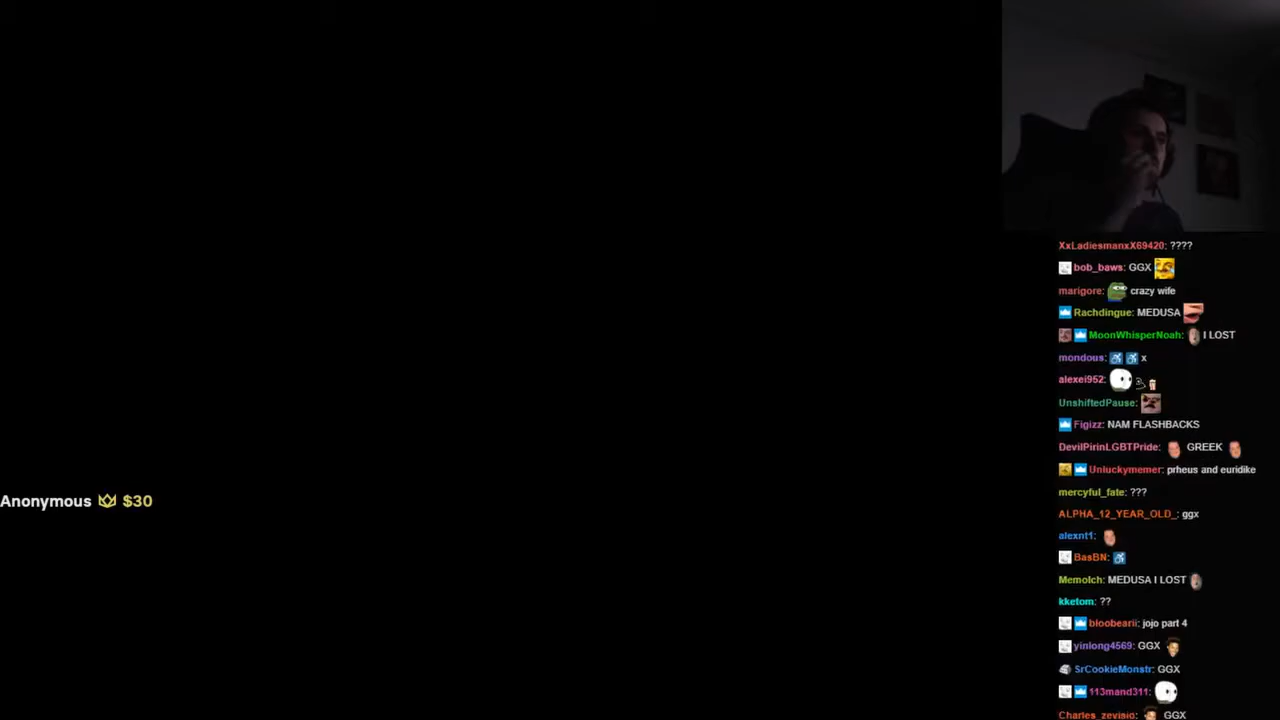 XxLadiesmanxX69420: ????
bob_baws: GGX
marigore: crazy wife
Rachdingue: MEDUSA
MoonWhisperNoah: I LOST
mondous: x
alexei952:
UnshiftedPause:
Figizz: NAM FLASHBACKS
DevilPirinLGBTPride: GREEK
Unluckymemer: prheus and euridike
mercyful_fate: ???
Anonymous $30
ALPHA_12_YEAR_OLD_: ggx
alexnt1:
BasBN:
Memolch: MEDUSA I LOST
kketom: ??
bloobearii: jojo part 4
yinlong4569: GGX
SrCookieMonstr: GGX
113mand311:
Charles_zevisio: GGX